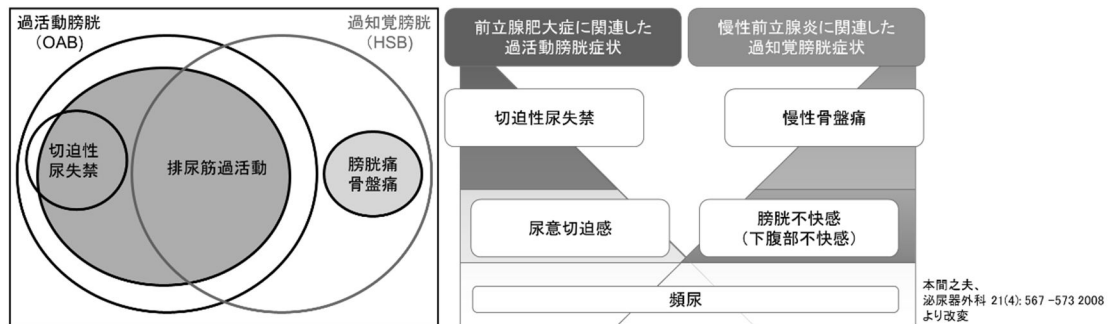 過活動膀胱
（OAB)
過知覚膀胱
(HSB)
切迫性
尿失禁
排尿筋過活動
膀胱痛
骨盤痛
前立腺肥大症に関連した
過活動膀胱症状
慢性前立腺炎に関連した
過知覚膀胱症状
切迫性尿失禁
慢性骨盤痛
尿意切迫感
膀胱不快感
（下腹部不快感）
頻尿
本間之夫、
泌尿器外科 21(4): 567 –573 2008
より改変